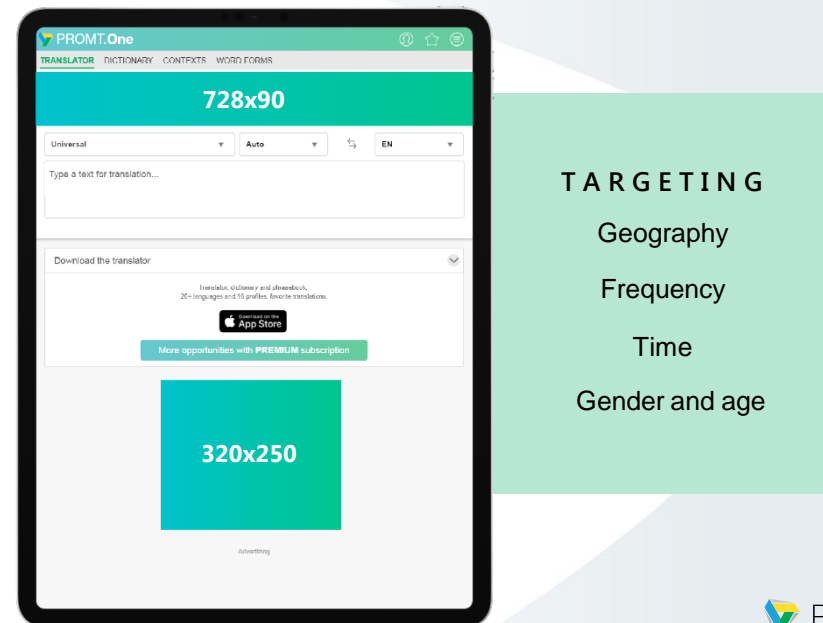 PROMT.One
TRANSLATOR DICTIONARY CONTEXTS WORD FORMS
728x90
Universal Auto EN
Type a text for translation...
Download the translator
Translator, dictionary and phrasebook,
20+ languages and 16 profiles, favorite translations.
Download on the
App Store
More opportunities with PREMIUM subscription
320x250
Advertizing
TARGETING
Geography
Frequency
Time
Gender and age